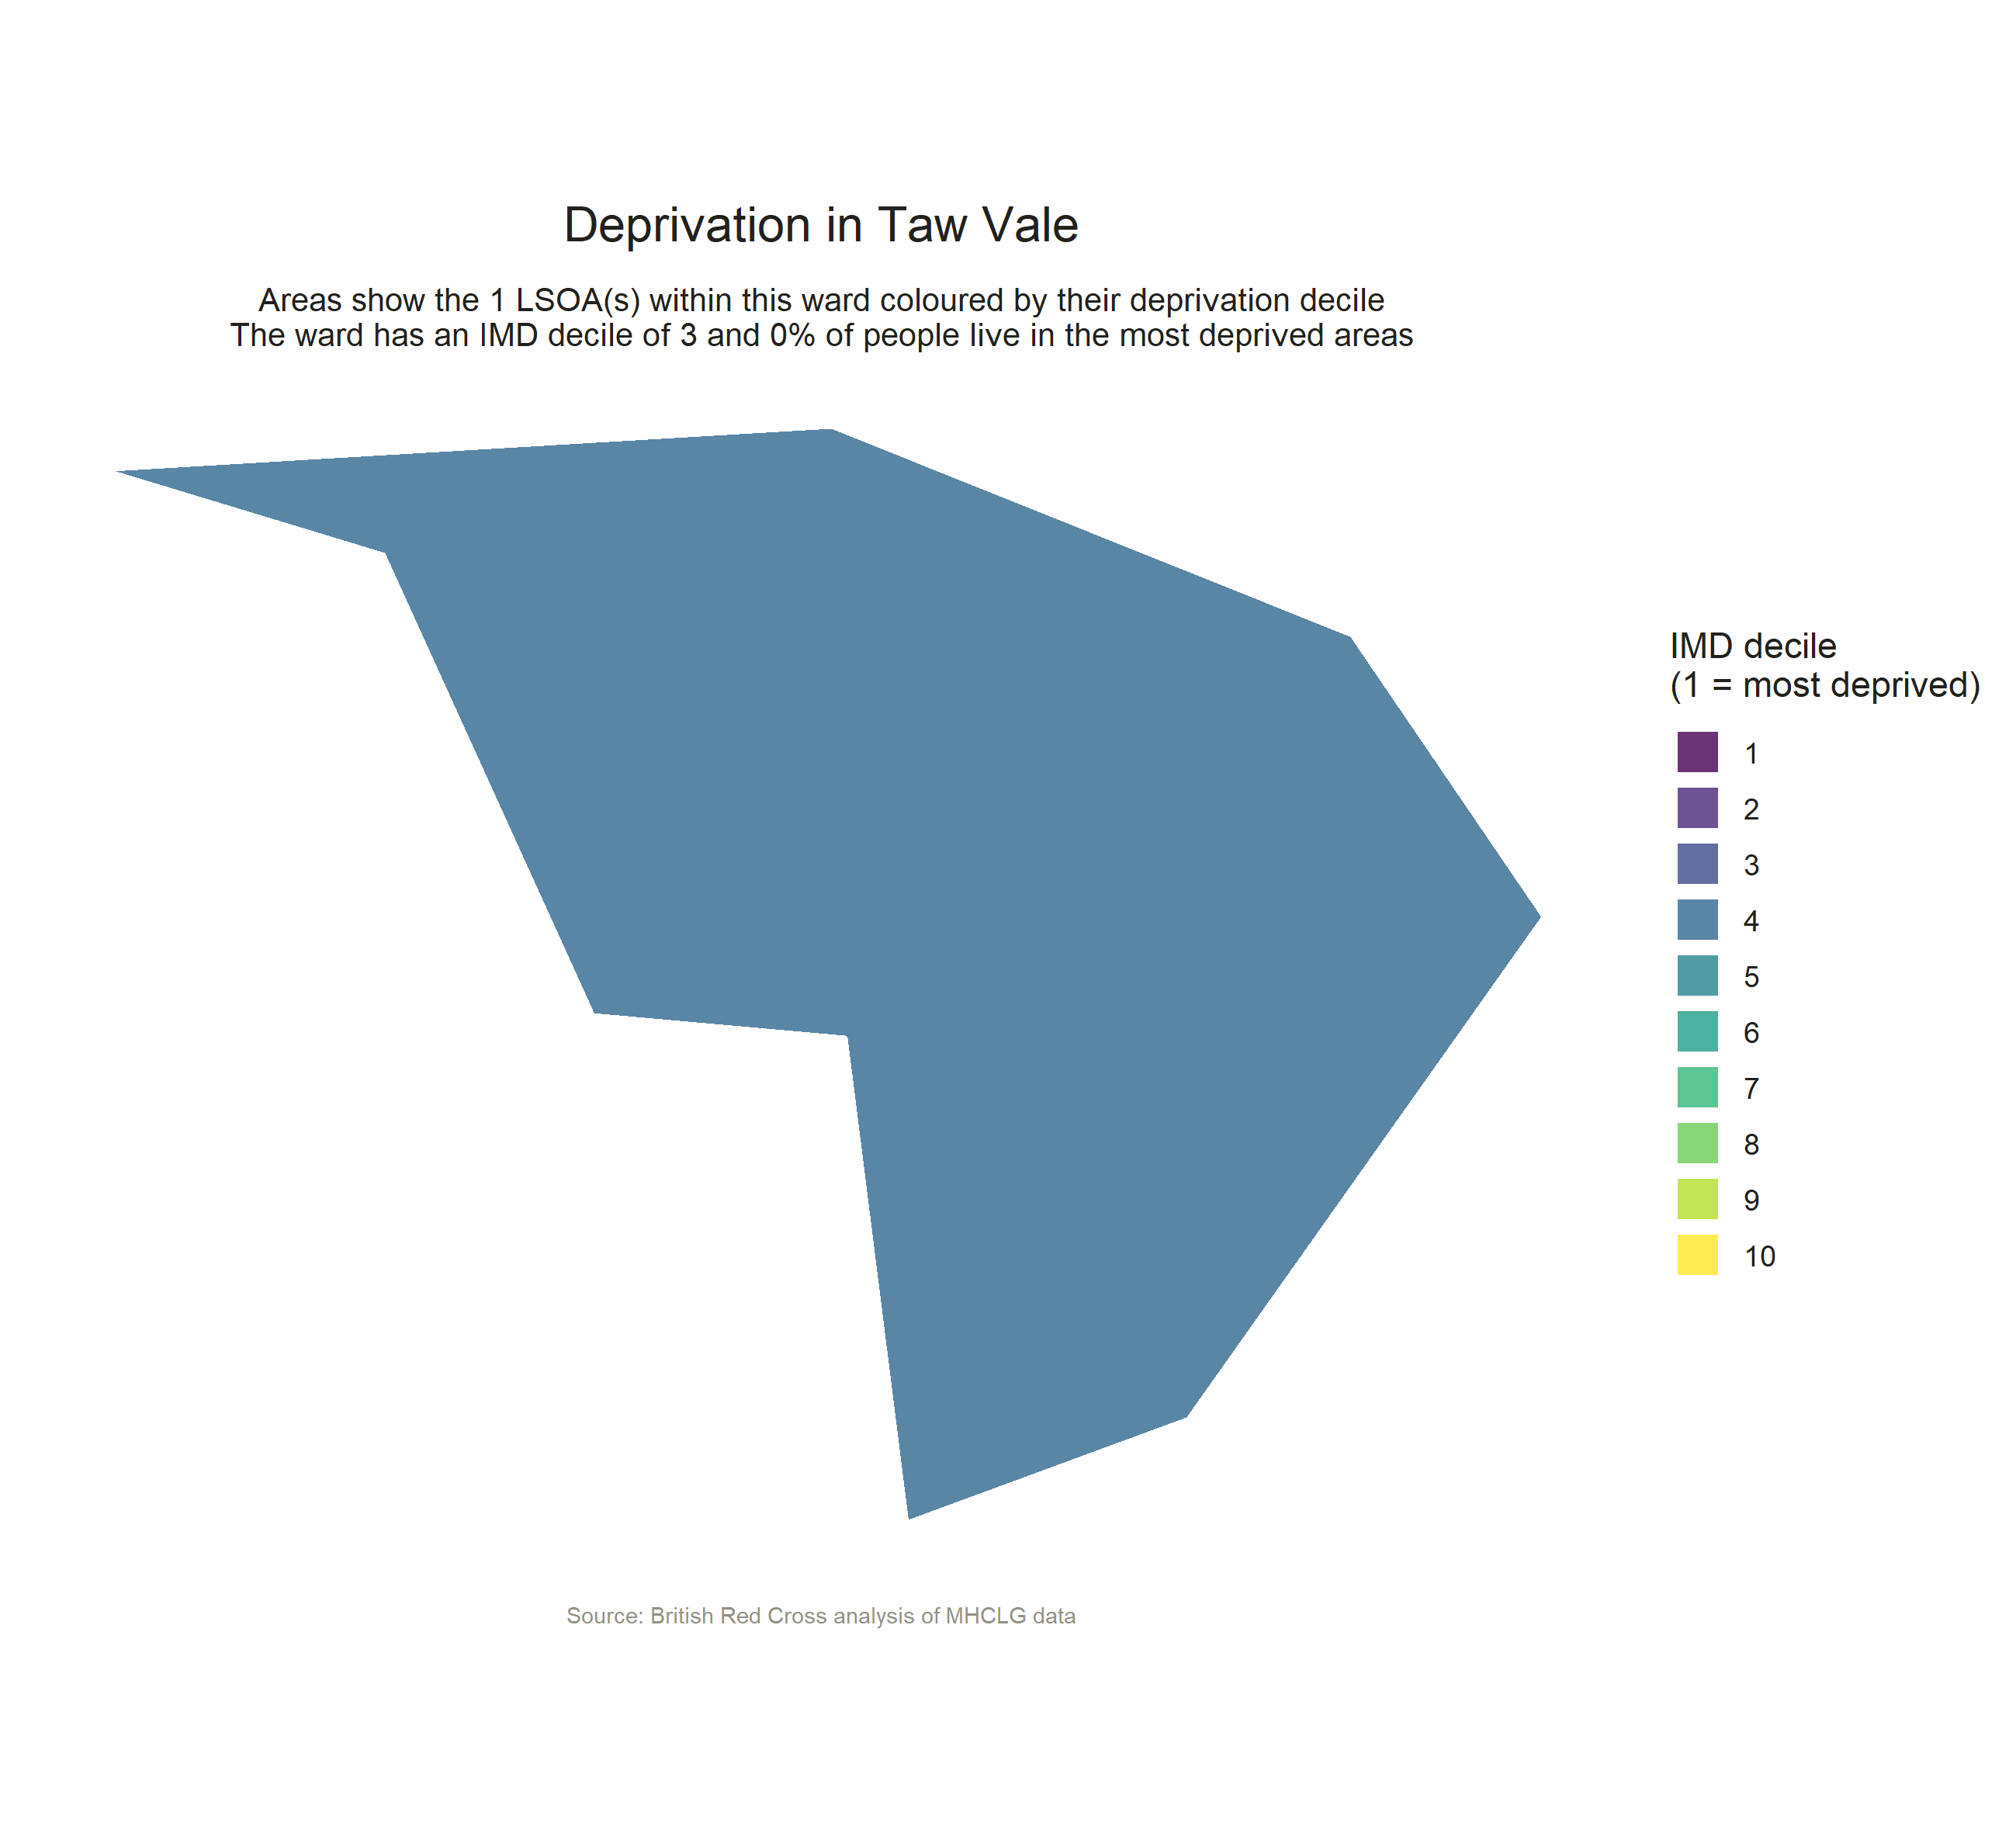 Deprivation in Taw Vale
Areas show the 1 LSOA(s) within this ward coloured by their deprivation decile
The ward has an IMD decile of 3 and 0% of people live in the most deprived areas
IMD decile
(1 = most deprived)
1
2
3
4
5
6
7
8
9
10
Source: British Red Cross analysis of MHCLG data